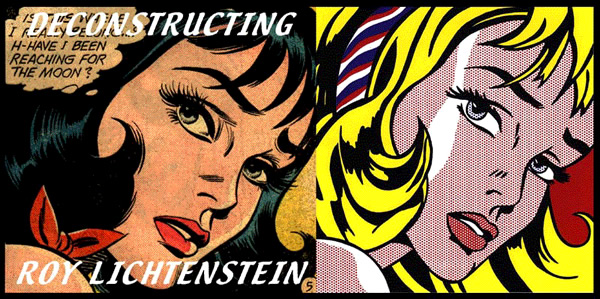 DECONSTRUCTING
I
H-HAVE I BEEN
REACHING FOR
THE MOON?
ROY LICHTENSTEIN
5